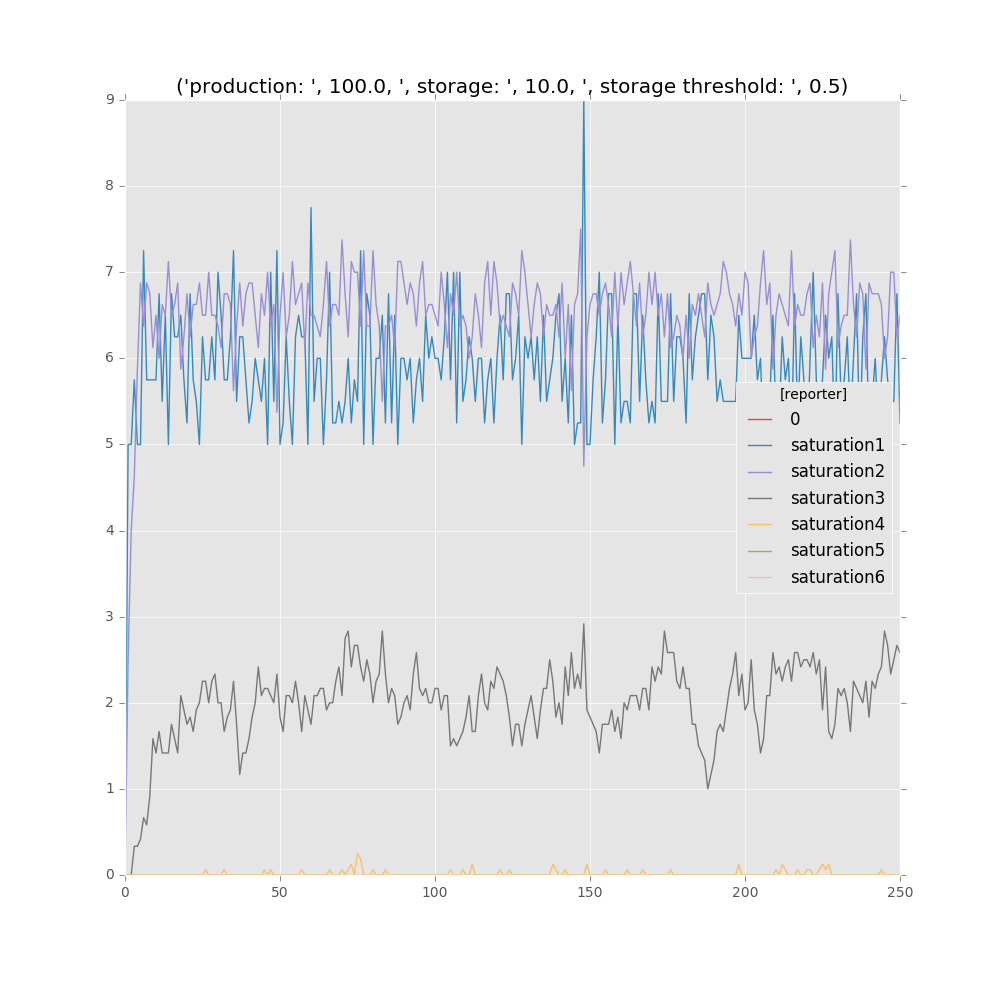 ('production: ', 100.0, ', storage: ', 10.0, ', storage threshold: ', 0.5)
9
8
7
6
5
4
3
2
1
0
0 50 100 150 200 250
[reporter]
0
saturation1
saturation2
saturation3
saturation4
saturation5
saturation6